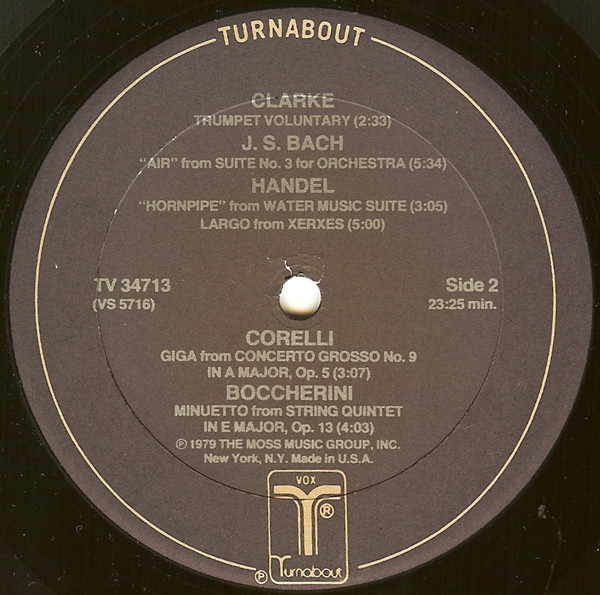 TURNABOUT
CLARKE
TRUMPET VOLUNTARY (2:33)
J. S. BACH
"AIR" from SUITE No. 3 for ORCHESTRA (5:34)
HANDEL
"HORNPIPE" from WATER MUSIC SUITE (3:05)
LARGO from XERXES (5:00)
TV 34713
(VS 5716)
Side 2
23:25 min.
CORELLI
GIGA from CONCERTO GROSSO No. 9
IN A MAJOR, Op. 5 (3:07)
BOCCHERINI
MINUETTO from STRING QUINTET
IN E MAJOR, Op. 13 (4:03)
℗ 1979 THE MOSS MUSIC GROUP, INC.
New York, N.Y. Made in U.S.A.
VOX
T®
℗ Turnabout